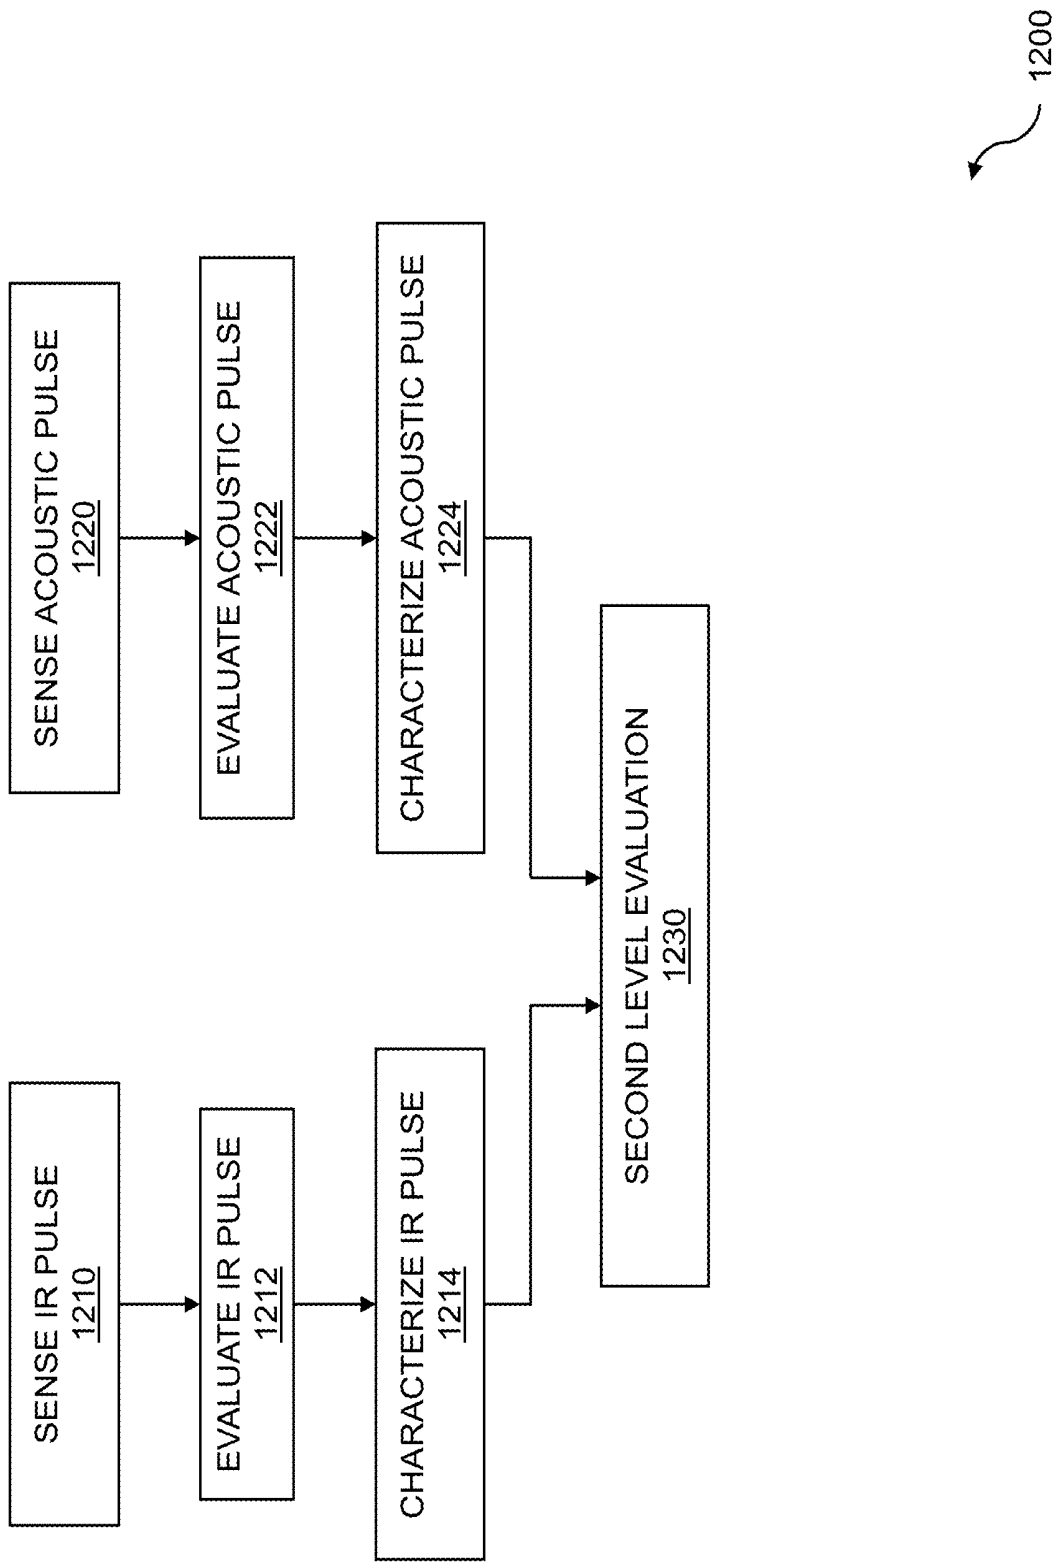 SENSE IR PULSE
1210
EVALUATE IR PULSE
1212
CHARACTERIZE IR PULSE
1214
SENSE ACOUSTIC PULSE
1220
EVALUATE ACOUSTIC PULSE
1222
CHARACTERIZE ACOUSTIC PULSE
1224
SECOND LEVEL EVALUATION
1230
1200